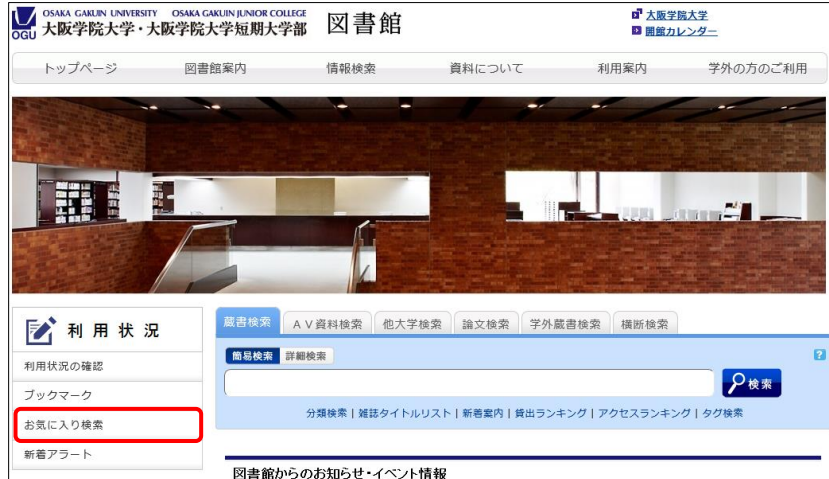 OSAKA GAKUIN UNIVERSITY OSAKA GAKUIN JUNIOR COLLEGE
OGU 大阪学院大学・大阪学院大学短期大学部 図書館
大阪学院大学
開館カレンダー
トップページ 図書館案内 情報検索 資料について 利用案内 学外の方のご利用
利用状況
利用状況の確認
ブックマーク
お気に入り検索
新着アラート
蔵書検索 AV資料検索 他大学検索 論文検索 学外蔵書検索 横断検索
簡易検索 詳細検索 ?
検索
分類検索 | 雑誌タイトルリスト | 新着案内 | 貸出ランキング | アクセスランキング | タグ検索
図書館からのお知らせ・イベント情報